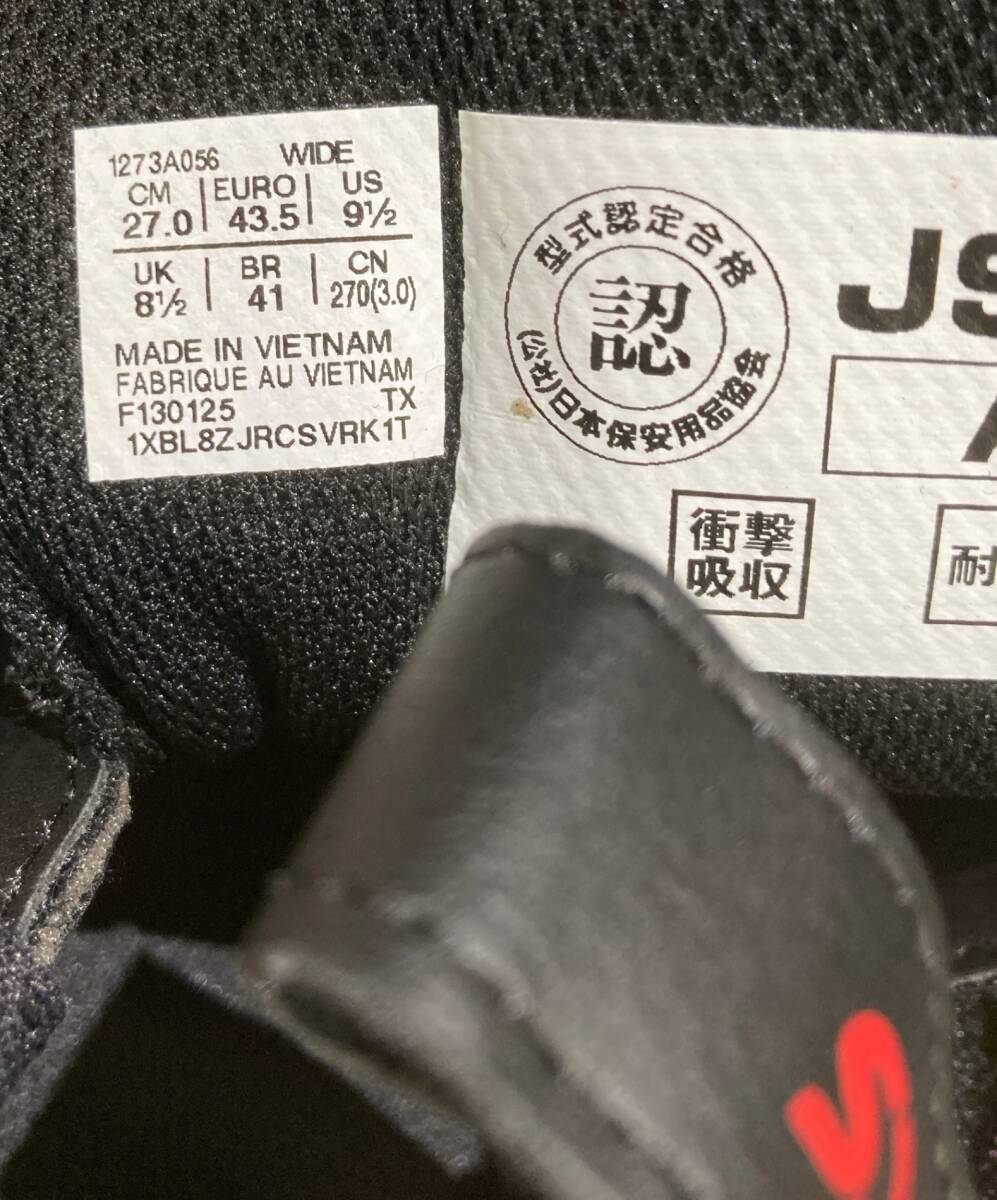 1273A056 WIDE
CM EURO US
27.0 43.5 9½
UK BR CN
8½ 41 270(3.0)
MADE IN VIETNAM
FABRIQUE AU VIETNAM
F130125 TX
1XBL8ZJRCSVRK1T
型式認定合格
認
(公社)日本保安用品協会
JS
衝撃
吸収
耐